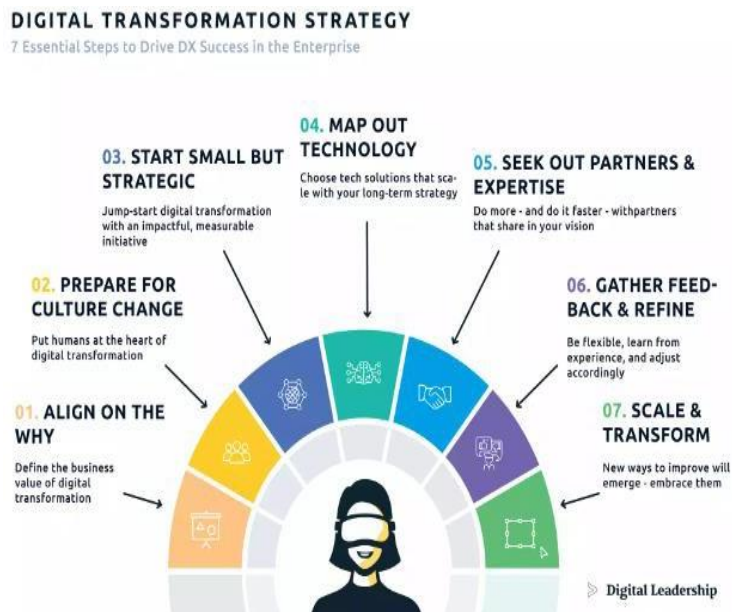 DIGITAL TRANSFORMATION STRATEGY
7 Essential Steps to Drive DX Success in the Enterprise
01. ALIGN ON THE
WHY
Define the business
value of digital
transformation
02. PREPARE FOR
CULTURE CHANGE
Put humans at the heart of
digital transformation
03. START SMALL BUT
STRATEGIC
Jump-start digital transformation
with an impactful, measurable
initiative
04. MAP OUT
TECHNOLOGY
Choose tech solutions that sca-
le with your long-term strategy
05. SEEK OUT PARTNERS &
EXPERTISE
Do more - and do it faster - withpartners
that share in your vision
06. GATHER FEED-
BACK & REFINE
Be flexible, learn from
experience, and adjust
accordingly
07. SCALE &
TRANSFORM
New ways to improve will
emerge - embrace them
Digital Leadership